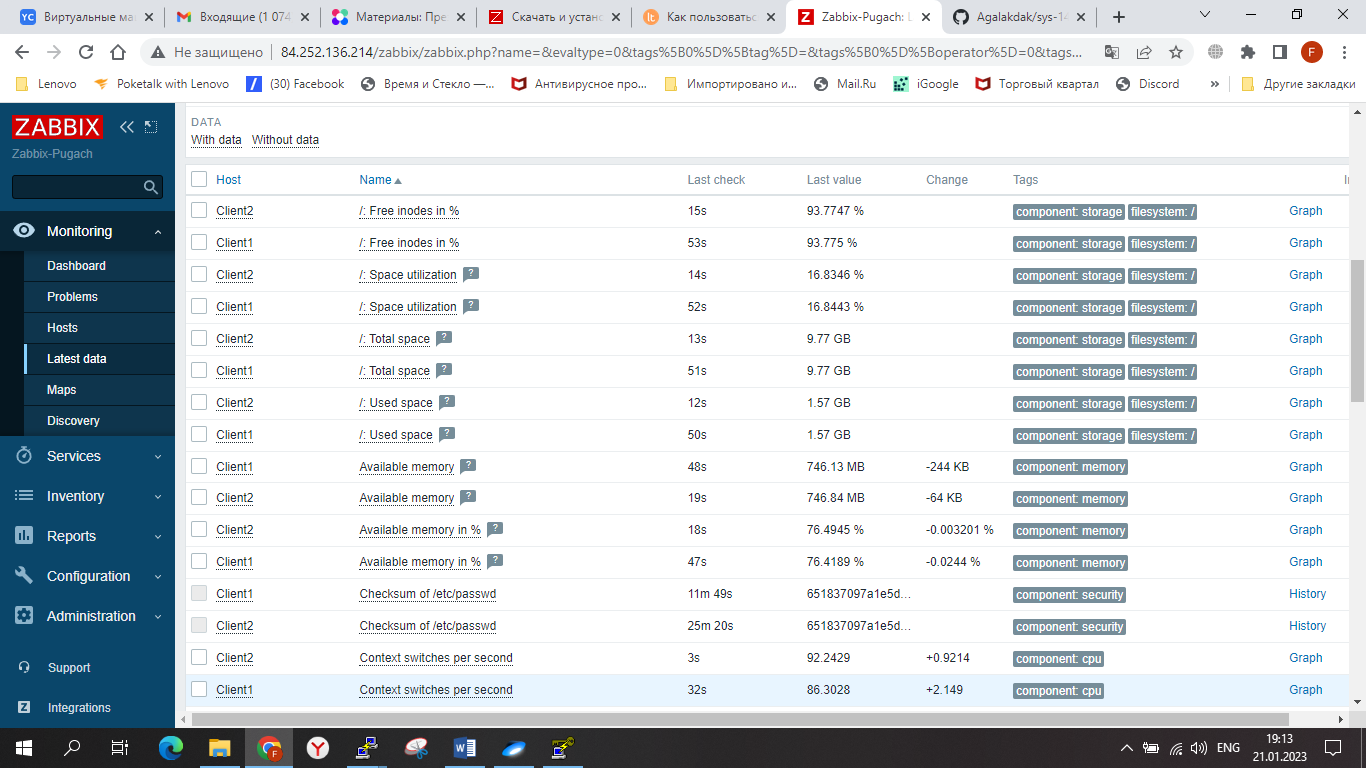 Виртуальные ма
Входящие (1 074
Материалы: Пре
Скачать и устано
Как пользоватьс
Zabbix-Pugach: L
Agalakdak/sys-14
Не защищено
84.252.136.214/zabbix/zabbix.php?name=&evaltype=0&tags%5B0%5D%5Btag%5D=&tags%5B0%5D%5Boperator%5D=0&tags...
Lenovo
Poketalk with Lenovo
(30) Facebook
Время и Стекло —...
Антивирусное про...
Импортировано и...
Mail.Ru
iGoogle
Торговый квартал
Discord
»
Другие закладки
ZABBIX
Zabbix-Pugach
Monitoring
Dashboard
Problems
Hosts
Latest data
Maps
Discovery
Services
Inventory
Reports
Configuration
Administration
Support
Integrations
DATA
With data Without data
Host Name Last check Last value Change Tags
Client2 /: Free inodes in % 15s 93.7747 % component: storage filesystem: / Graph
Client1 /: Free inodes in % 53s 93.775 % component: storage filesystem: / Graph
Client2 /: Space utilization ? 14s 16.8346 % component: storage filesystem: / Graph
Client1 /: Space utilization ? 52s 16.8443 % component: storage filesystem: / Graph
Client2 /: Total space ? 13s 9.77 GB component: storage filesystem: / Graph
Client1 /: Total space ? 51s 9.77 GB component: storage filesystem: / Graph
Client2 /: Used space ? 12s 1.57 GB component: storage filesystem: / Graph
Client1 /: Used space ? 50s 1.57 GB component: storage filesystem: / Graph
Client1 Available memory ? 48s 746.13 MB -244 KB component: memory Graph
Client2 Available memory ? 19s 746.84 MB -64 KB component: memory Graph
Client2 Available memory in % ? 18s 76.4945 % -0.003201 % component: memory Graph
Client1 Available memory in % ? 47s 76.4189 % -0.0244 % component: memory Graph
Client1 Checksum of /etc/passwd 11m 49s 651837097a1e5d... component: security History
Client2 Checksum of /etc/passwd 25m 20s 651837097a1e5d... component: security History
Client2 Context switches per second 3s 92.2429 +0.9214 component: cpu Graph
Client1 Context switches per second 32s 86.3028 +2.149 component: cpu Graph
ENG
19:13
21.01.2023